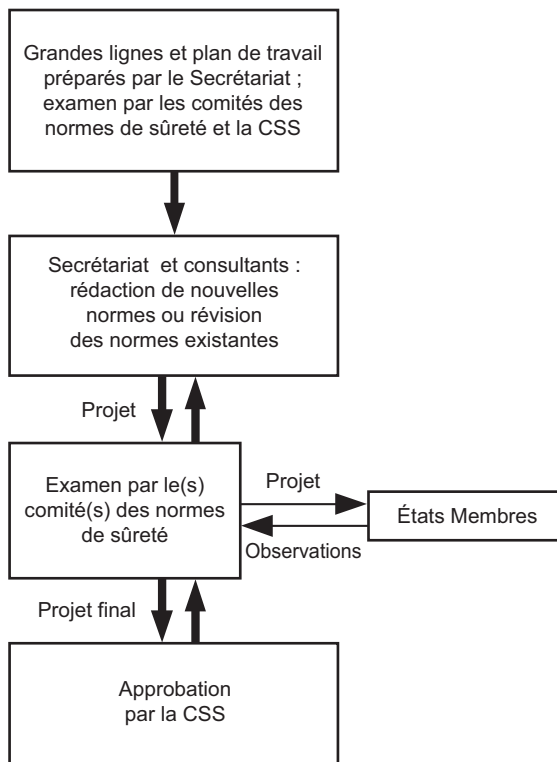 Grandes lignes et plan de travail
préparés par le Secrétariat ;
examen par les comités des
normes de sûreté et la CSS
Secrétariat et consultants :
rédaction de nouvelles
normes ou révision
des normes existantes
Projet
Examen par le(s)
comité(s) des normes
de sûreté
Projet
États Membres
Observations
Projet final
Approbation
par la CSS